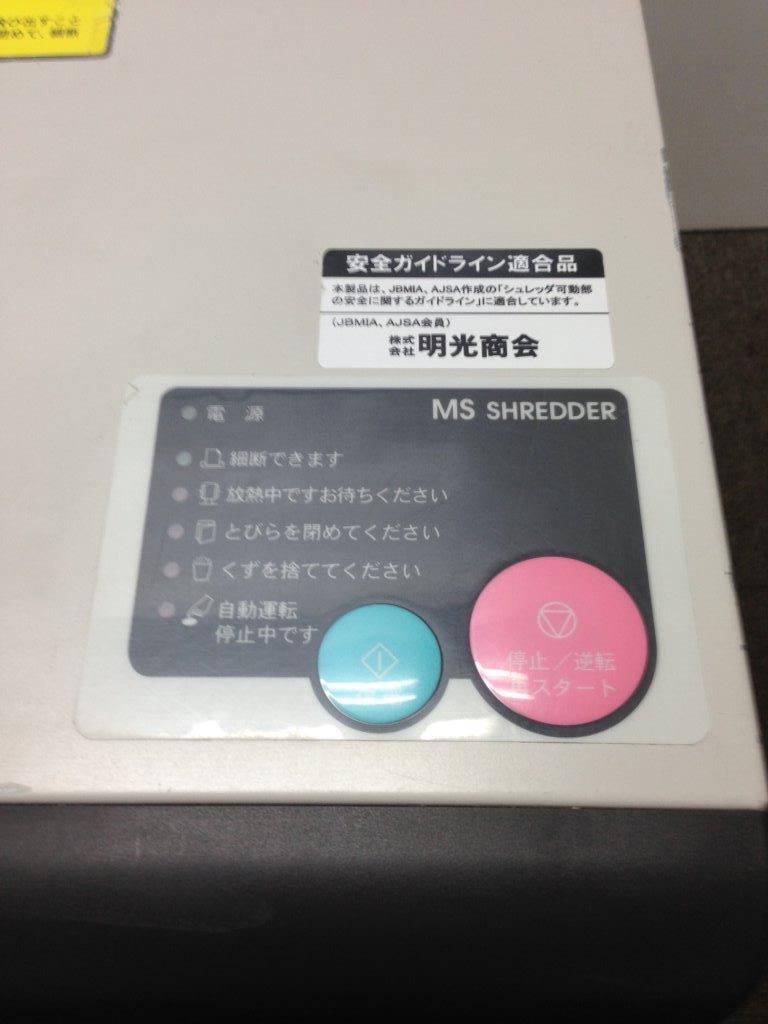 安全ガイドライン適合品
本製品は、JBMIA、AJSA作成の「シュレッダ可動部
の安全に関するガイドライン」に適合しています。
(JBMIA、AJSA会員)
株式会社 明光商会
電源
MS SHREDDER
細断できます
放熱中ですお待ちください
とびらを閉めてください
くずを捨ててください
自動運転
停止中です
停止／逆転
再スタート